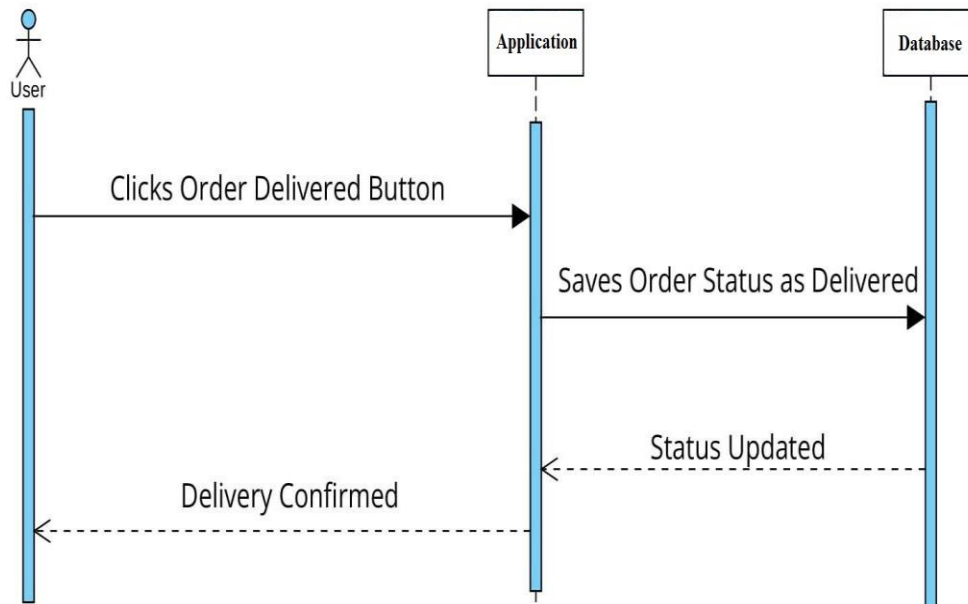 User
Application
Database
Clicks Order Delivered Button
Saves Order Status as Delivered
Status Updated
Delivery Confirmed